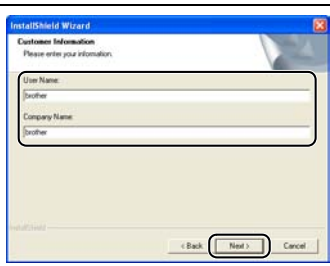 InstallShield Wizard
Customer Information
Please enter your information.
User Name:
brother
Company Name:
brother
InstallShield
< Back
Next >
Cancel